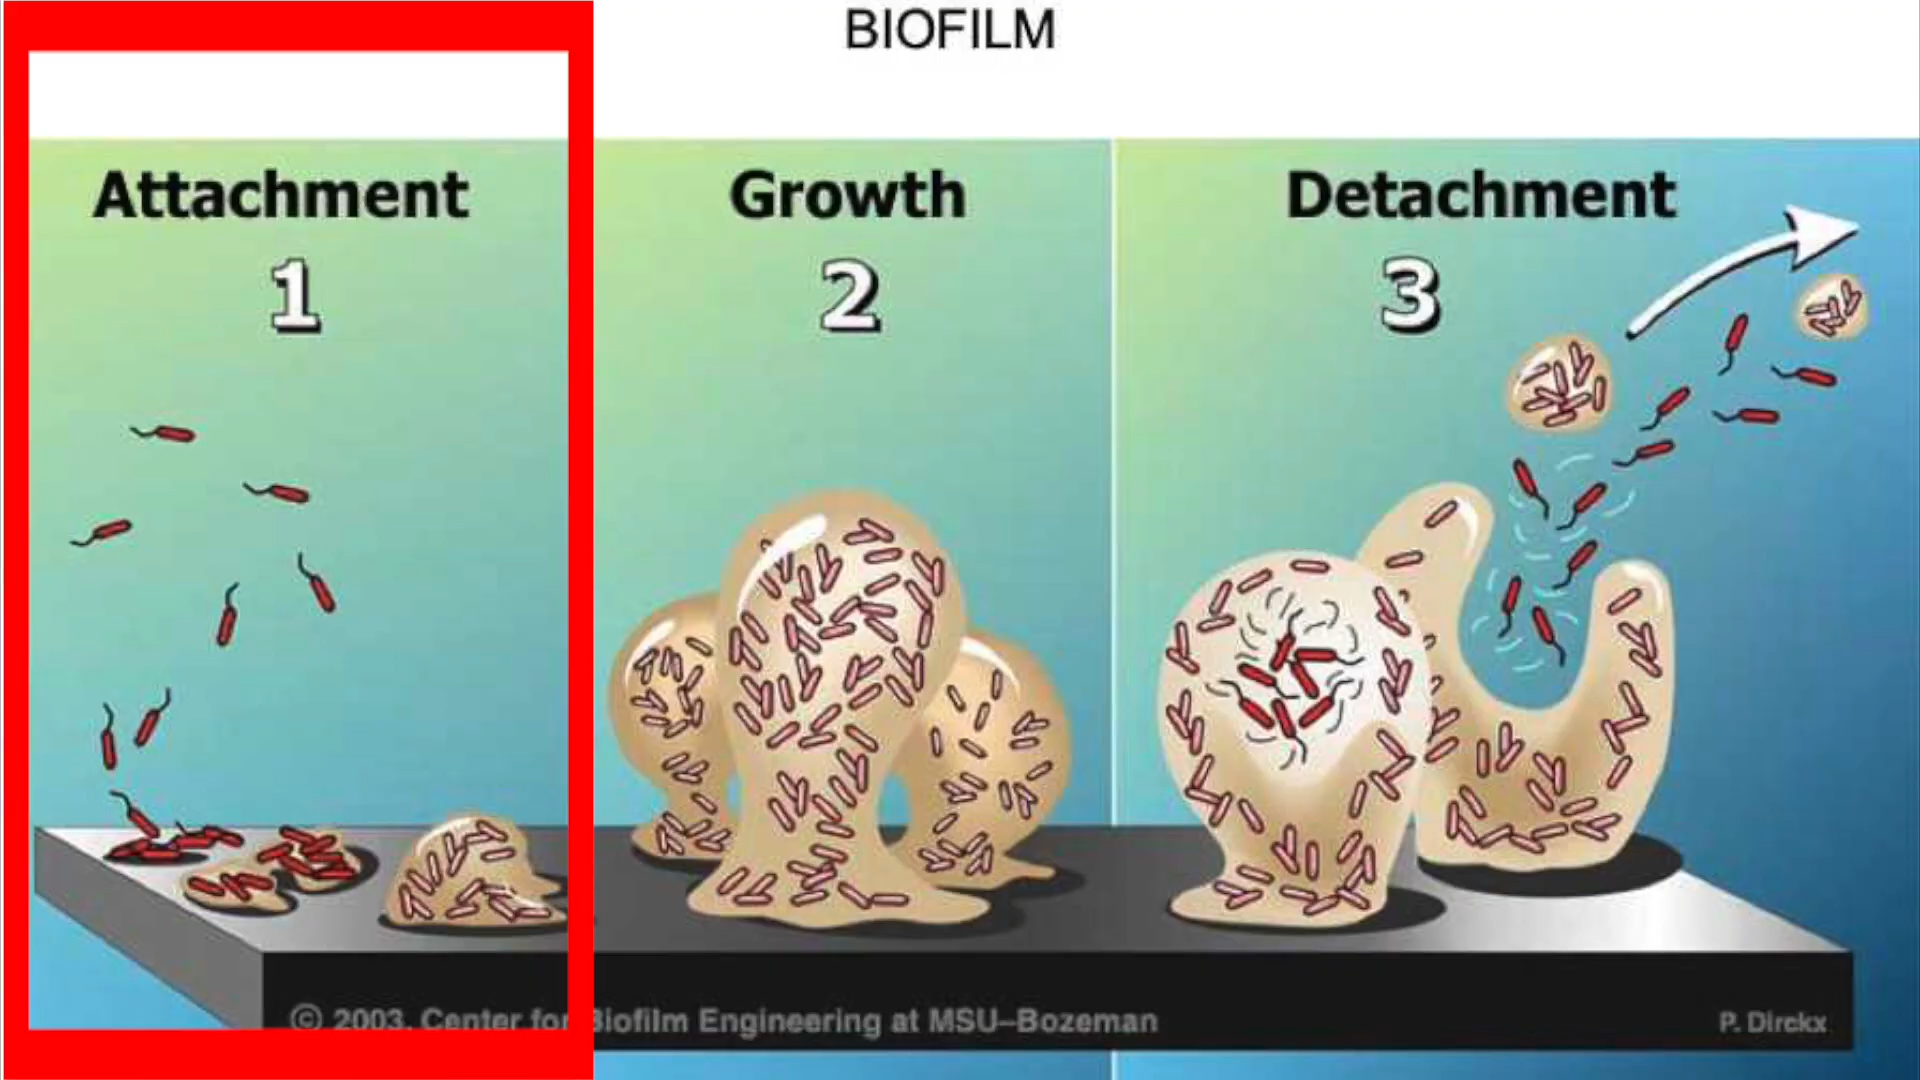 BIOFILM
Attachment
1
Growth
2
Detachment
3
© 2003, Center for Biofilm Engineering at MSU–Bozeman
P. Dirckx